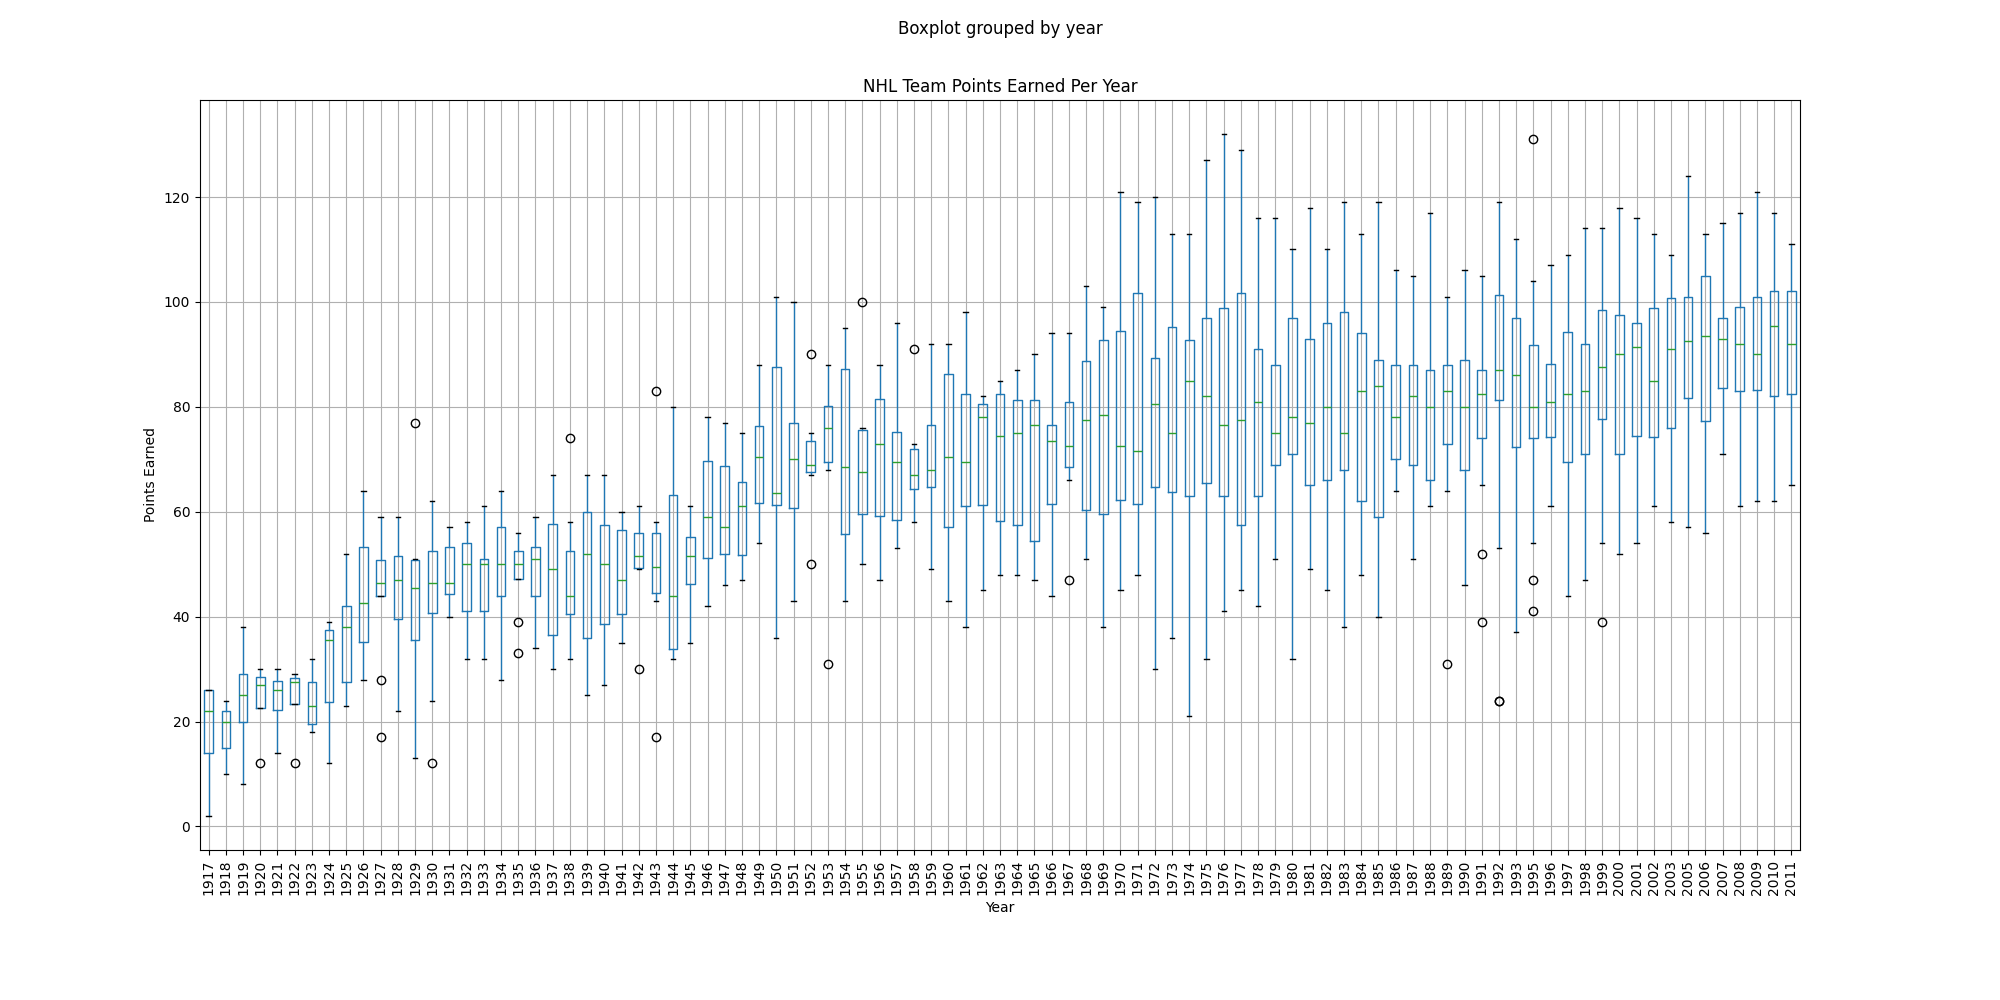 Boxplot grouped by year
NHL Team Points Earned Per Year
120
100
80
60
40
20
0
Points Earned
1917 1918 1919 1920 1921 1922 1923 1924 1925 1926 1927 1928 1929 1930 1931 1932 1933 1934 1935 1936 1937 1938 1939 1940 1941 1942 1943 1944 1945 1946 1947 1948 1949 1950 1951 1952 1953 1954 1955 1956 1957 1958 1959 1960 1961 1962 1963 1964 1965 1966 1967 1968 1969 1970 1971 1972 1973 1974 1975 1976 1977 1978 1979 1980 1981 1982 1983 1984 1985 1986 1987 1988 1989 1990 1991 1992 1993 1995 1996 1997 1998 1999 2000 2001 2002 2003 2005 2006 2007 2008 2009 2010 2011
Year